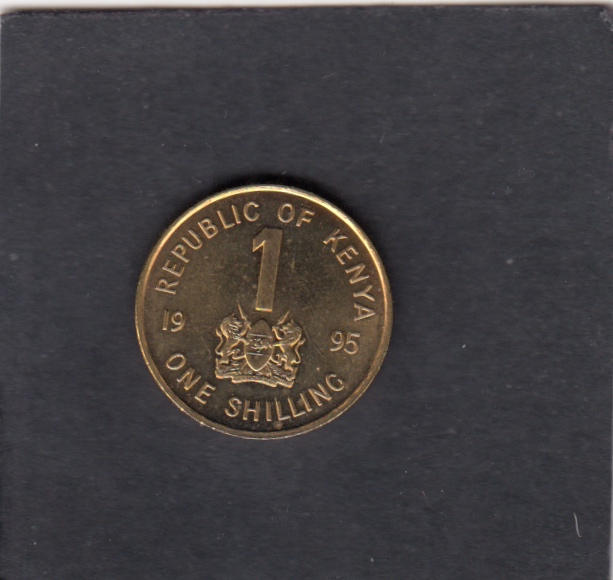 REPUBLIC OF KENYA
1
19 95
ONE SHILLING